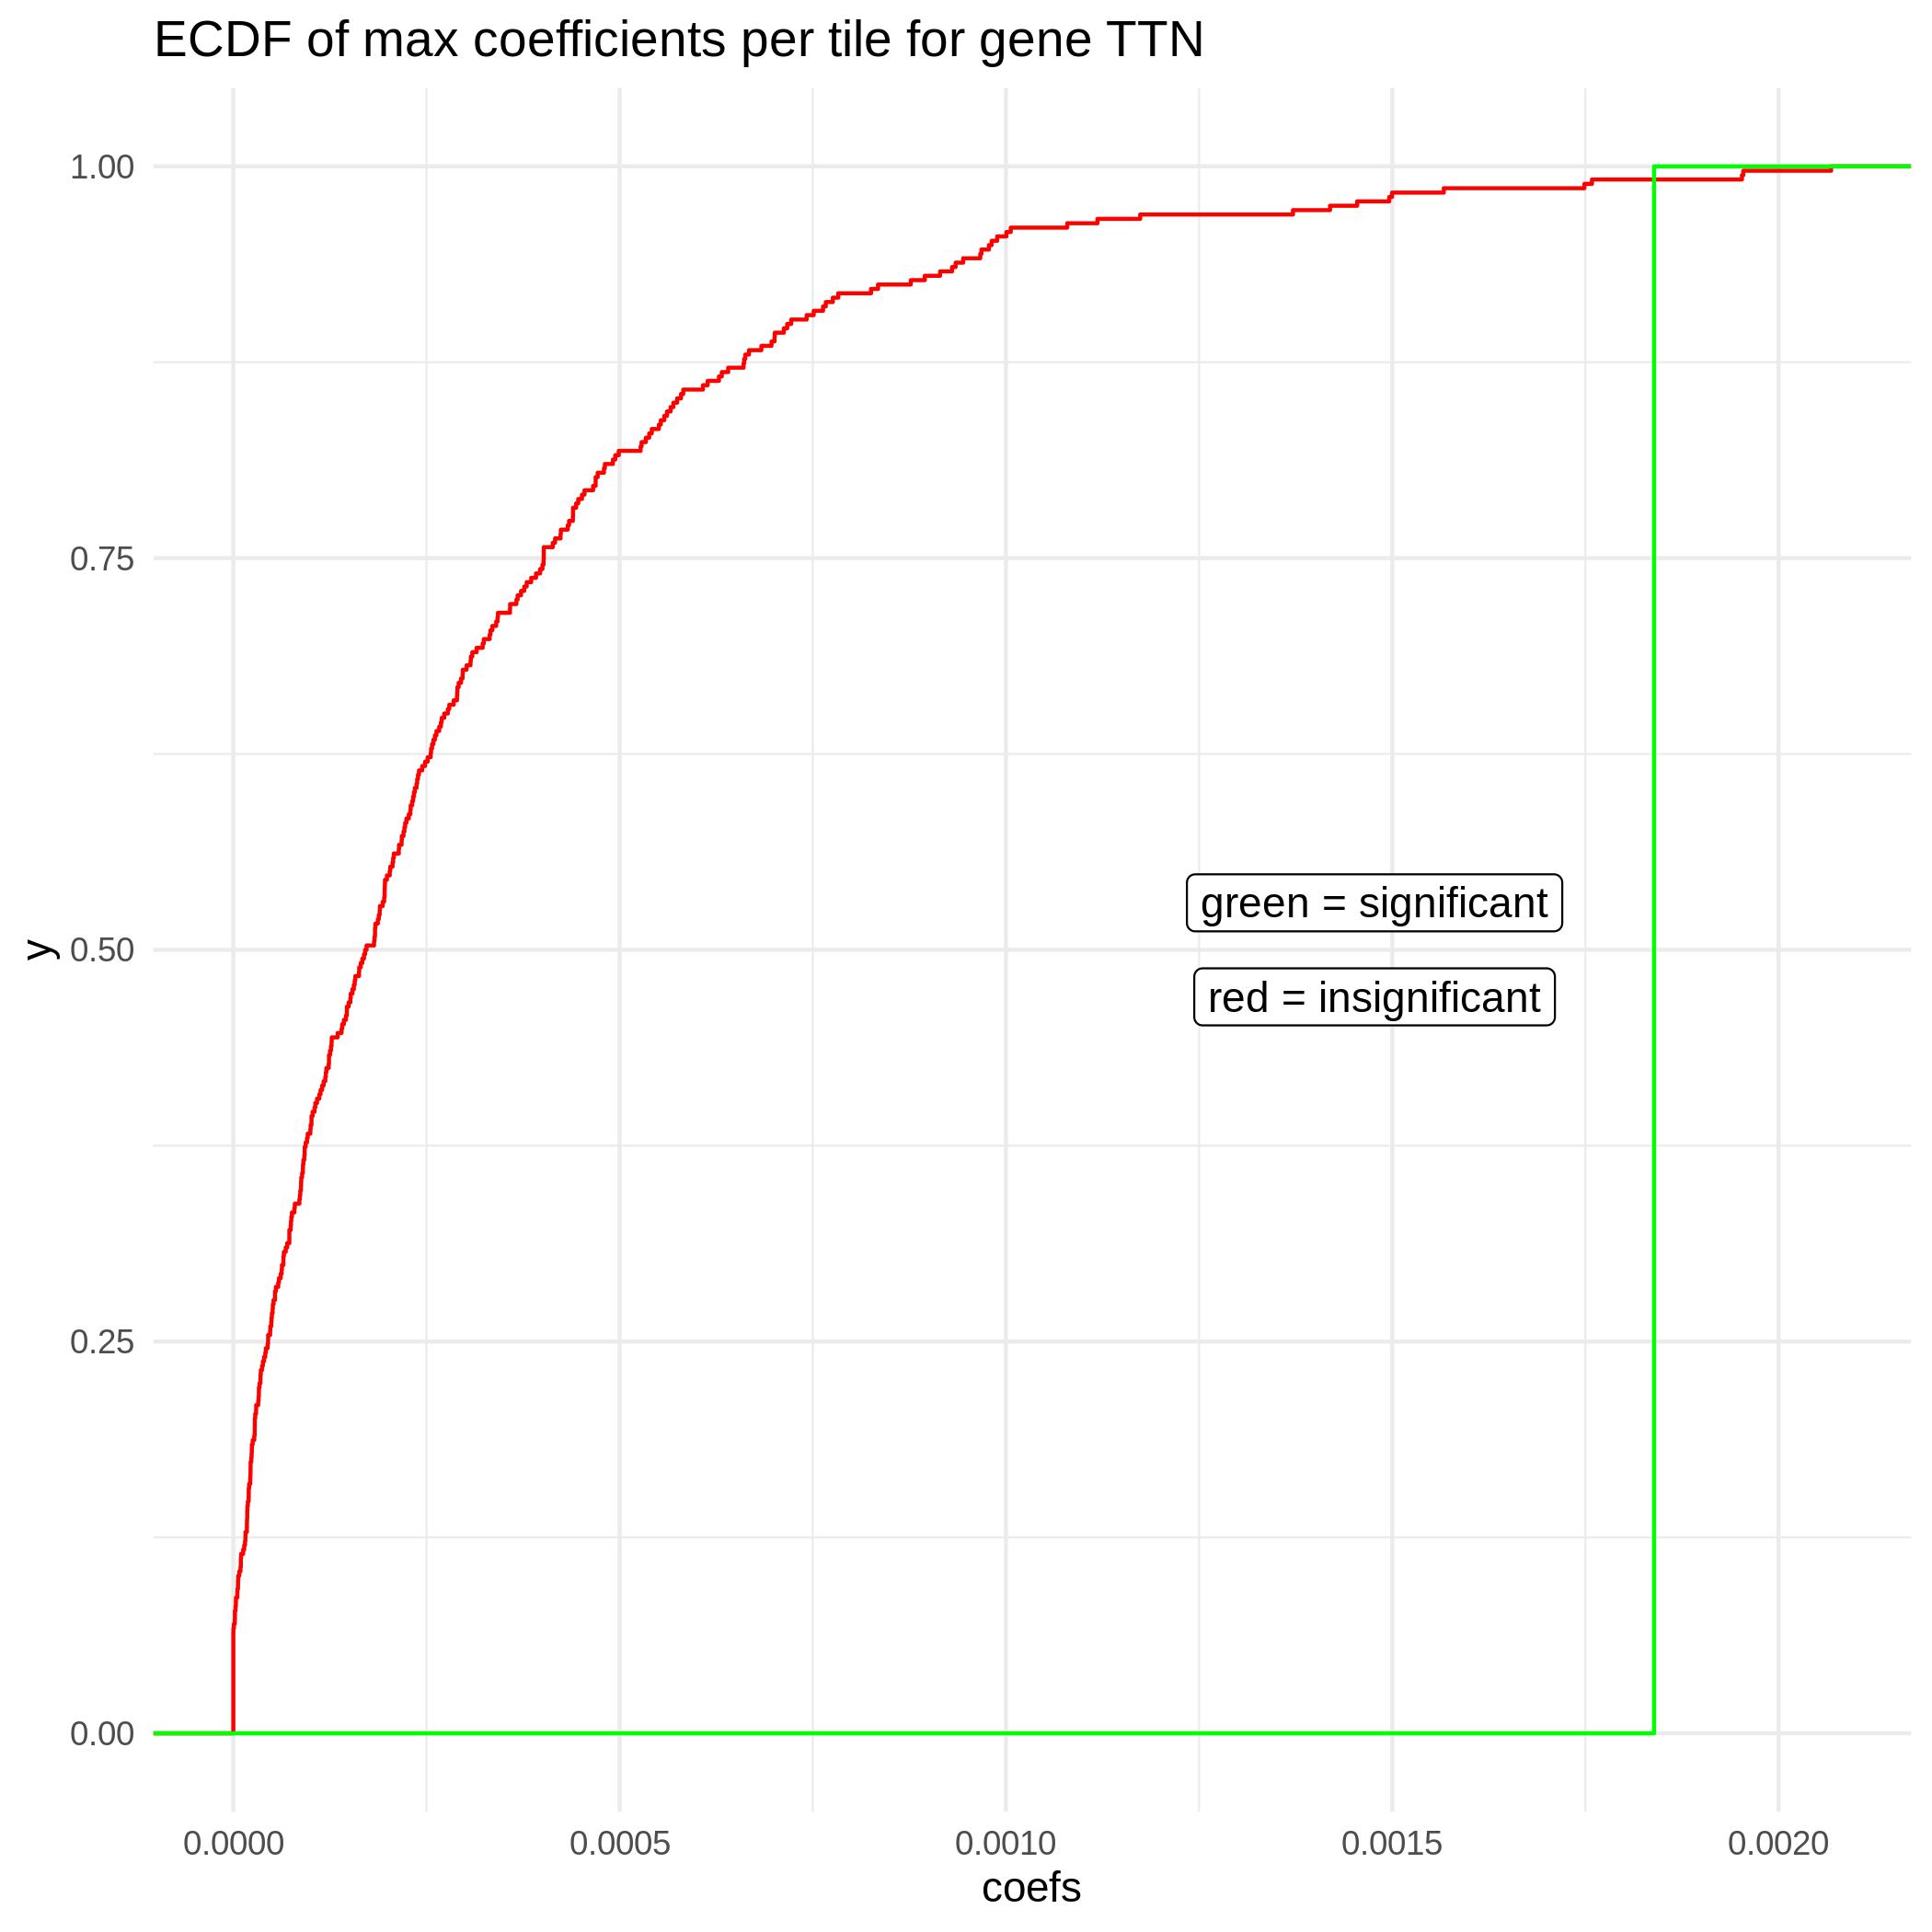 ECDF of max coefficients per tile for gene TTN
1.00
0.75
0.50
0.25
0.00
y
green = significant
red = insignificant
0.0000 0.0005 0.0010 0.0015 0.0020
coefs